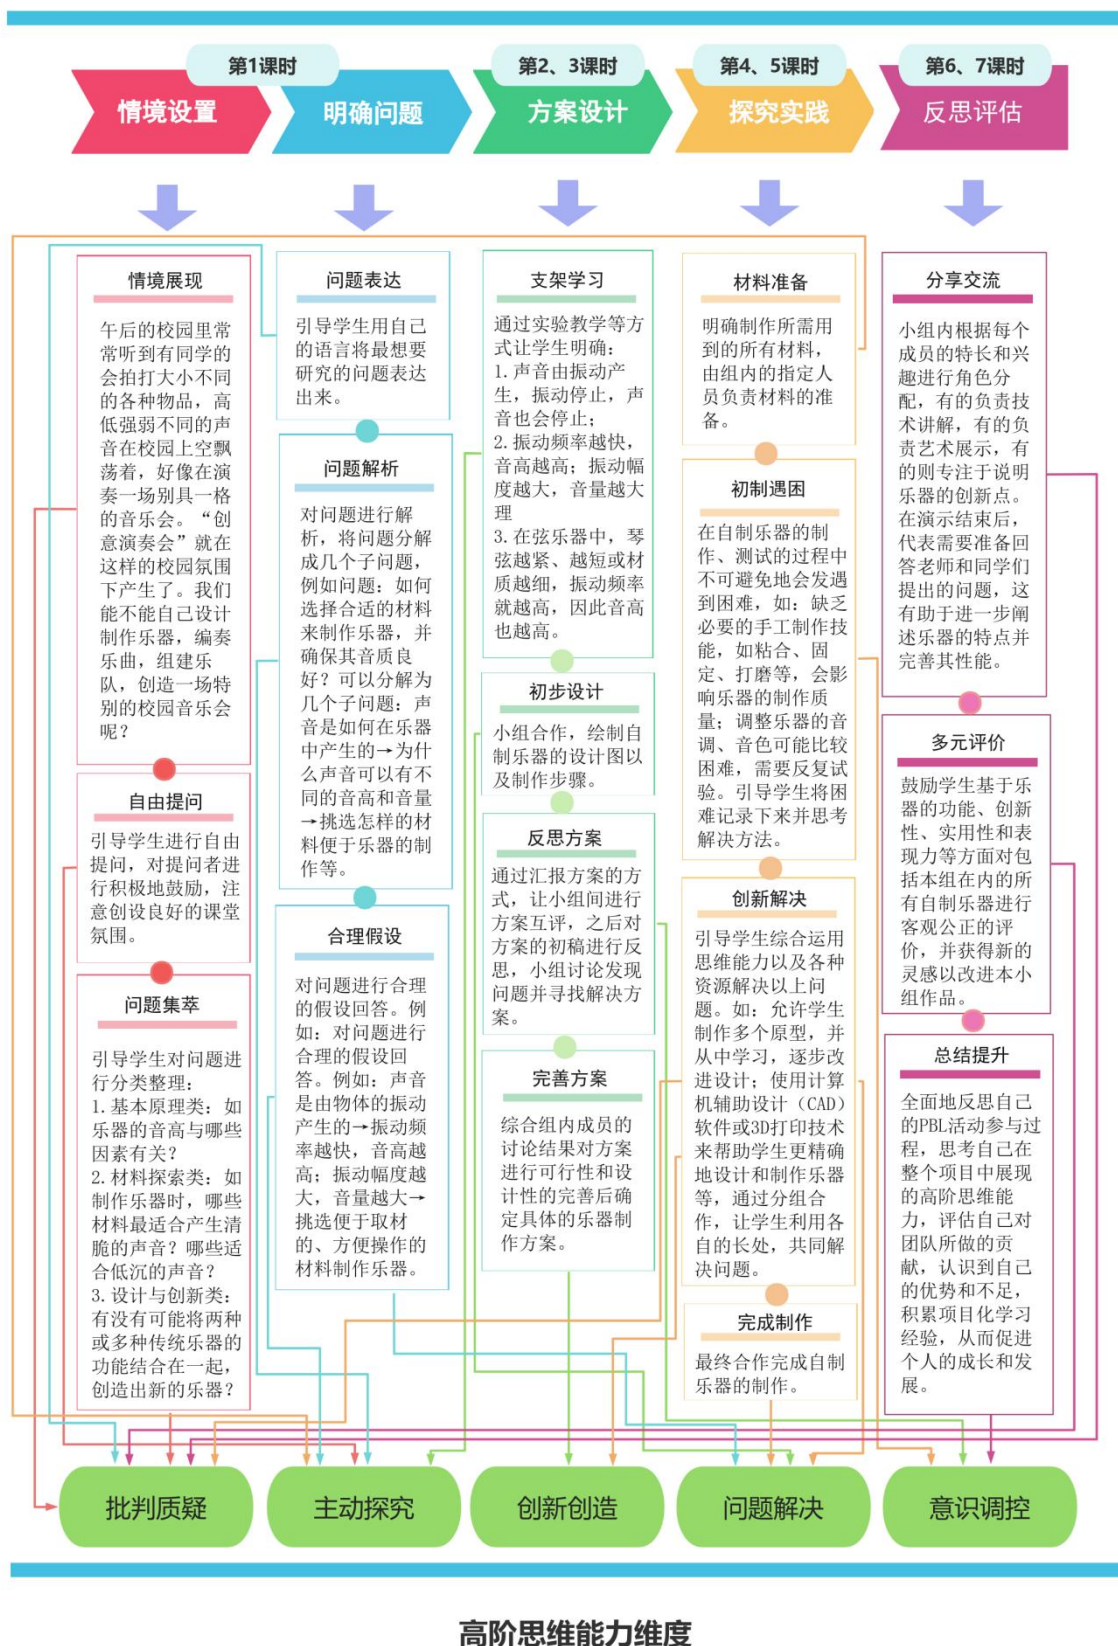 第1课时
第2、3课时
第4、5课时
第6、7课时
情境设置
明确问题
方案设计
探究实践
反思评估
情境展现
午后的校园里常
常听到有同学的
会拍打大小不同
的各种物品，高
低强弱不同的声
音在校园上空飘
荡着，好像在演
奏一场别具一格
的音乐会。“创
意演奏会”就在
这样的校园氛围
下产生了。我们
能不能自己设计
制作乐器，编奏
乐曲，组建乐
队，创造一场特
别的校园音乐会
呢？
自由提问
引导学生进行自由
提问，对提问者进
行积极地鼓励，注
意创设良好的课堂
氛围。
问题集萃
引导学生对问题进
行分类整理：
1.基本原理类：如
乐器的音高与哪些
因素有关？
2.材料探索类：如
制作乐器时，哪些
材料最适合产生清
脆的声音？哪些适
合低沉的声音？
3.设计与创新类：
有没有可能将两种
或多种传统乐器的
功能结合在一起，
创造出新的乐器？
问题表达
引导学生用自己
的语言将最想要
研究的问题表达
出来。
问题解析
对问题进行解
析，将问题分解
成几个子问题，
例如问题：如何
选择合适的材料
来制作乐器，并
确保其音质良
好？可以分解为
几个子问题：声
音是如何在乐器
中产生的→为什
么声音可以有不
同的音高和音量
→挑选怎样的材
料便于乐器的制
作等。
合理假设
对问题进行合理
的假设回答。例
如：对问题进行
合理的假设回
答。例如：声音
是由物体的振动
产生的→振动频
率越快，音高越
高；振动幅度越
大，音量越大→
挑选便于取材
的、方便操作的
材料制作乐器。
支架学习
通过实验教学等方
式让学生明确：
1.声音由振动产
生，振动停止，声
音也会停止；
2.振动频率越快，
音高越高；振动幅
度越大，音量越大
理
3.在弦乐器中，琴
弦越紧、越短或材
质越细，振动频率
就越高，因此音高
也越高。
初步设计
小组合作，绘制自
制乐器的设计图以
及制作步骤。
反思方案
通过汇报方案的方
式，让小组间进行
方案互评，之后对
方案的初稿进行反
思，小组讨论发现
问题并寻找解决方
案。
完善方案
综合组内成员的
讨论结果对方案
进行可行性和设
计性的完善后确
定具体的乐器制
作方案。
材料准备
明确制作所需用
到的所有材料，
由组内的指定人
员负责材料的准
备。
初制遇困
在自制乐器的制
作、测试的过程中
不可避免地会发遇
到困难，如：缺乏
必要的手工制作技
能，如粘合、固
定、打磨等，会影
响乐器的制作质
量；调整乐器的音
调、音色可能比较
困难，需要反复试
验。引导学生将困
难记录下来并思考
解决方法。
创新解决
引导学生综合运用
思维能力以及各种
资源解决以上问
题。如：允许学生
制作多个原型，并
从中学习，逐步改
进设计；使用计算
机辅助设计（CAD）
软件或3D打印技术
来帮助学生更精确
地设计和制作乐器
等，通过分组合
作，让学生利用各
自的长处，共同解
决问题。
完成制作
最终合作完成自制
乐器的制作。
分享交流
小组内根据每个
成员的特长和兴
趣进行角色分
配，有的负责技
术讲解，有的负
责艺术展示，有
的则专注于说明
乐器的创新点。
在演示结束后，
代表需要准备回
答老师和同学们
提出的问题，这
有助于进一步阐
述乐器的特点并
完善其性能。
多元评价
鼓励学生基于乐
器的功能、创新
性、实用性和表
现力等方面对包
括本组在内的所
有自制乐器进行
客观公正的评
价，并获得新的
灵感以改进本小
组作品。
总结提升
全面地反思自己
的PBL活动参与过
程，思考自己在
整个项目中展现
的高阶思维能
力，评估自己对
团队所做的贡
献，认识到自己
的优势和不足，
积累项目化学习
经验，从而促进
个人的成长和发
展。
批判质疑
主动探究
创新创造
问题解决
意识调控
高阶思维能力维度